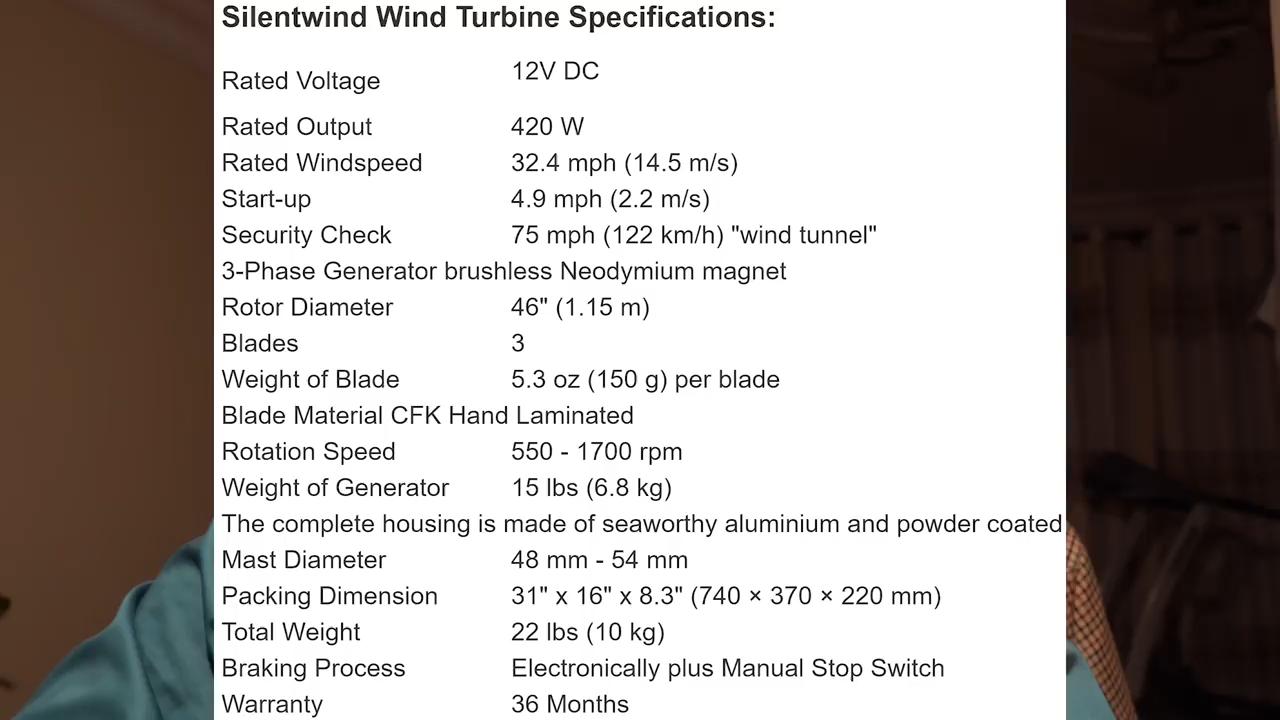 Silentwind Wind Turbine Specifications:
Rated Voltage 12V DC
Rated Output 420 W
Rated Windspeed 32.4 mph (14.5 m/s)
Start-up 4.9 mph (2.2 m/s)
Security Check 75 mph (122 km/h) "wind tunnel"
3-Phase Generator brushless Neodymium magnet
Rotor Diameter 46" (1.15 m)
Blades 3
Weight of Blade 5.3 oz (150 g) per blade
Blade Material CFK Hand Laminated
Rotation Speed 550 - 1700 rpm
Weight of Generator 15 lbs (6.8 kg)
The complete housing is made of seaworthy aluminium and powder coated
Mast Diameter 48 mm - 54 mm
Packing Dimension 31" x 16" x 8.3" (740 × 370 × 220 mm)
Total Weight 22 lbs (10 kg)
Braking Process Electronically plus Manual Stop Switch
Warranty 36 Months